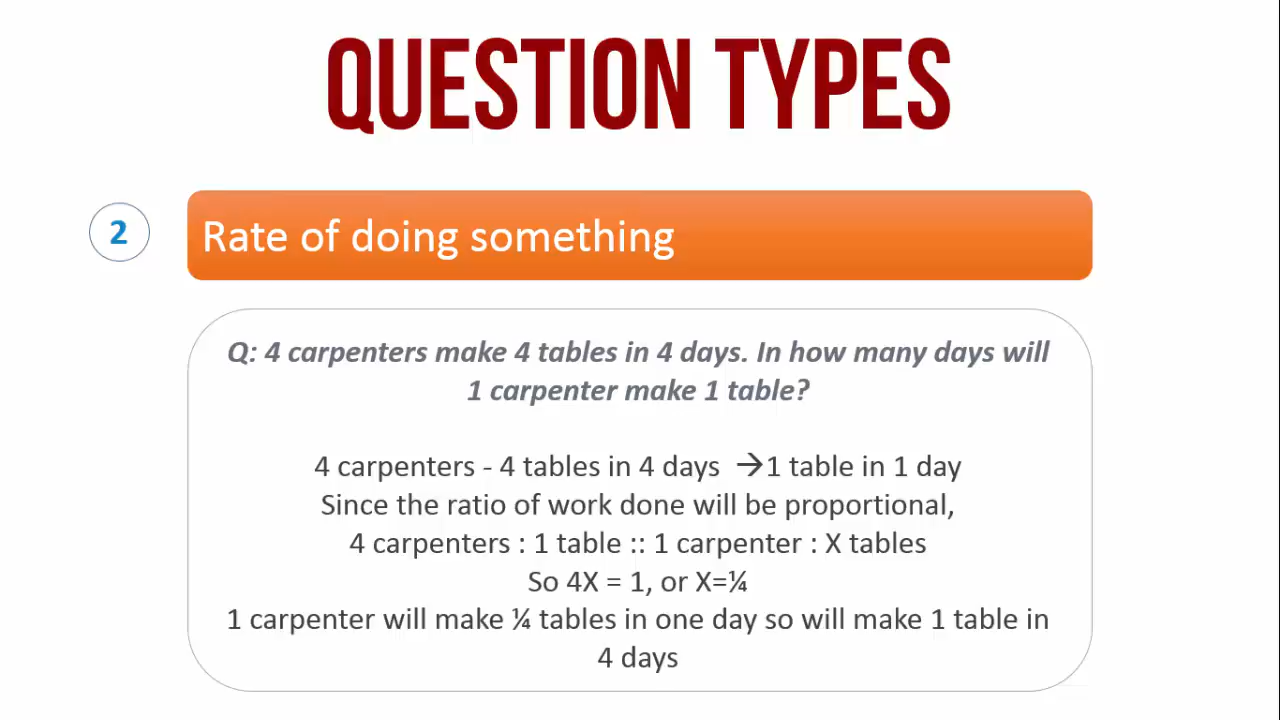 QUESTION TYPES
2
Rate of doing something
Q: 4 carpenters make 4 tables in 4 days. In how many days will
1 carpenter make 1 table?
4 carpenters - 4 tables in 4 days →1 table in 1 day
Since the ratio of work done will be proportional,
4 carpenters : 1 table :: 1 carpenter : X tables
So 4X = 1, or X=¼
1 carpenter will make ¼ tables in one day so will make 1 table in
4 days